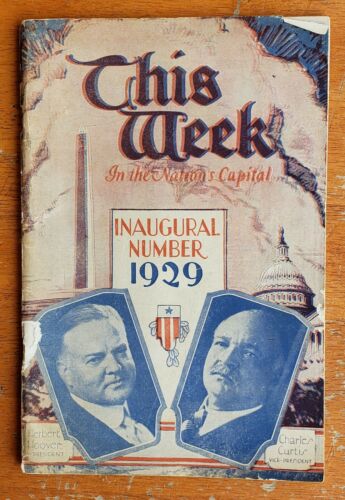 This
Week
In the Nation's Capital
INAUGURAL
NUMBER
1929
Herbert
Hoover
PRESIDENT
Charles
Curtis
VICE-PRESIDENT